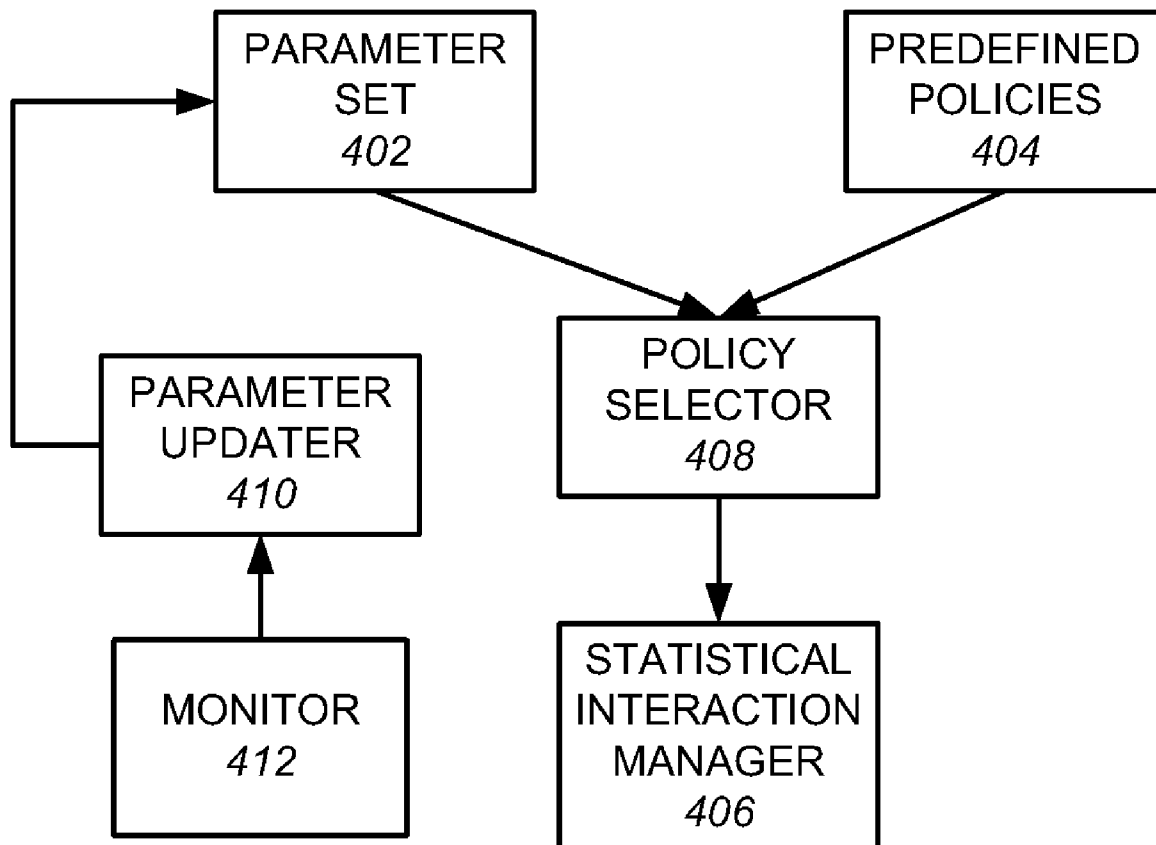 PARAMETER
SET
402
PREDEFINED
POLICIES
404
POLICY
SELECTOR
408
PARAMETER
UPDATER
410
MONITOR
412
STATISTICAL
INTERACTION
MANAGER
406